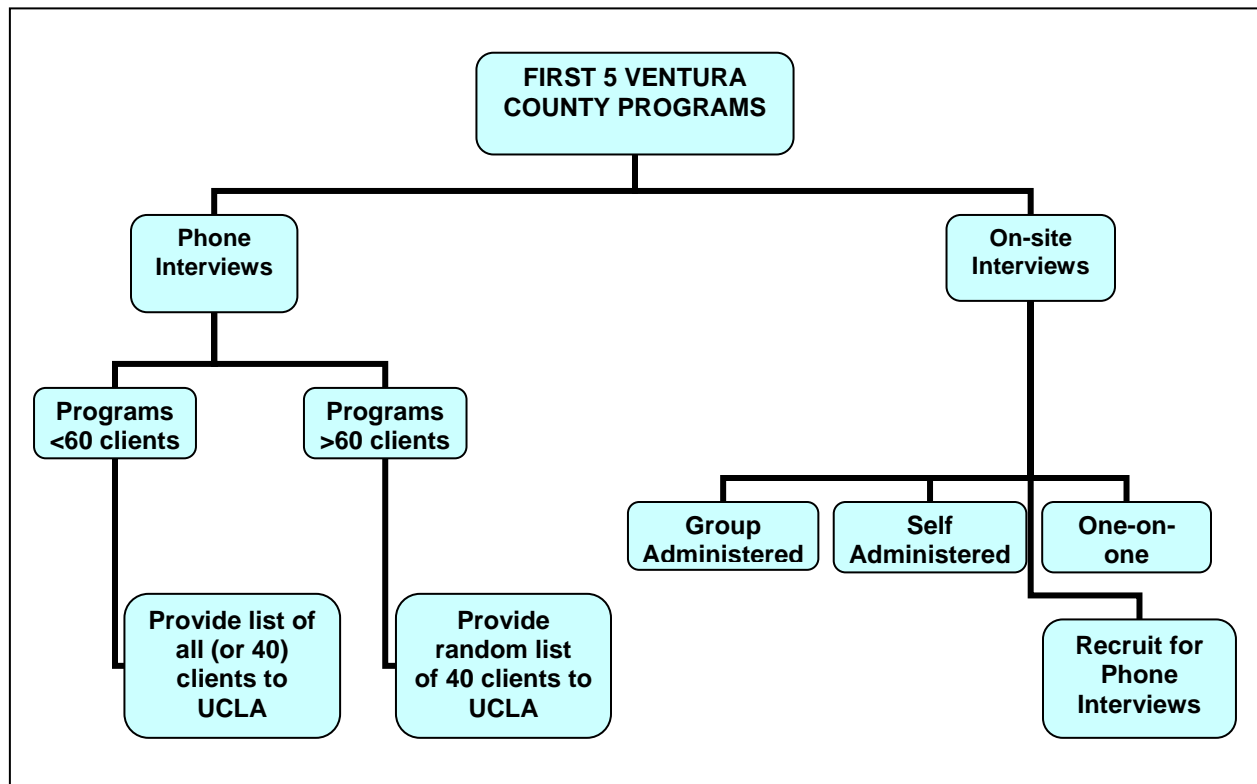 FIRST 5 VENTURA
COUNTY PROGRAMS
Phone
Interviews
On-site
Interviews
Programs
<60 clients
Programs
>60 clients
Group
Administered
Self
Administered
One-on-
one
Provide list of
all (or 40)
clients to
UCLA
Provide
random list
of 40 clients to
UCLA
Recruit for
Phone
Interviews